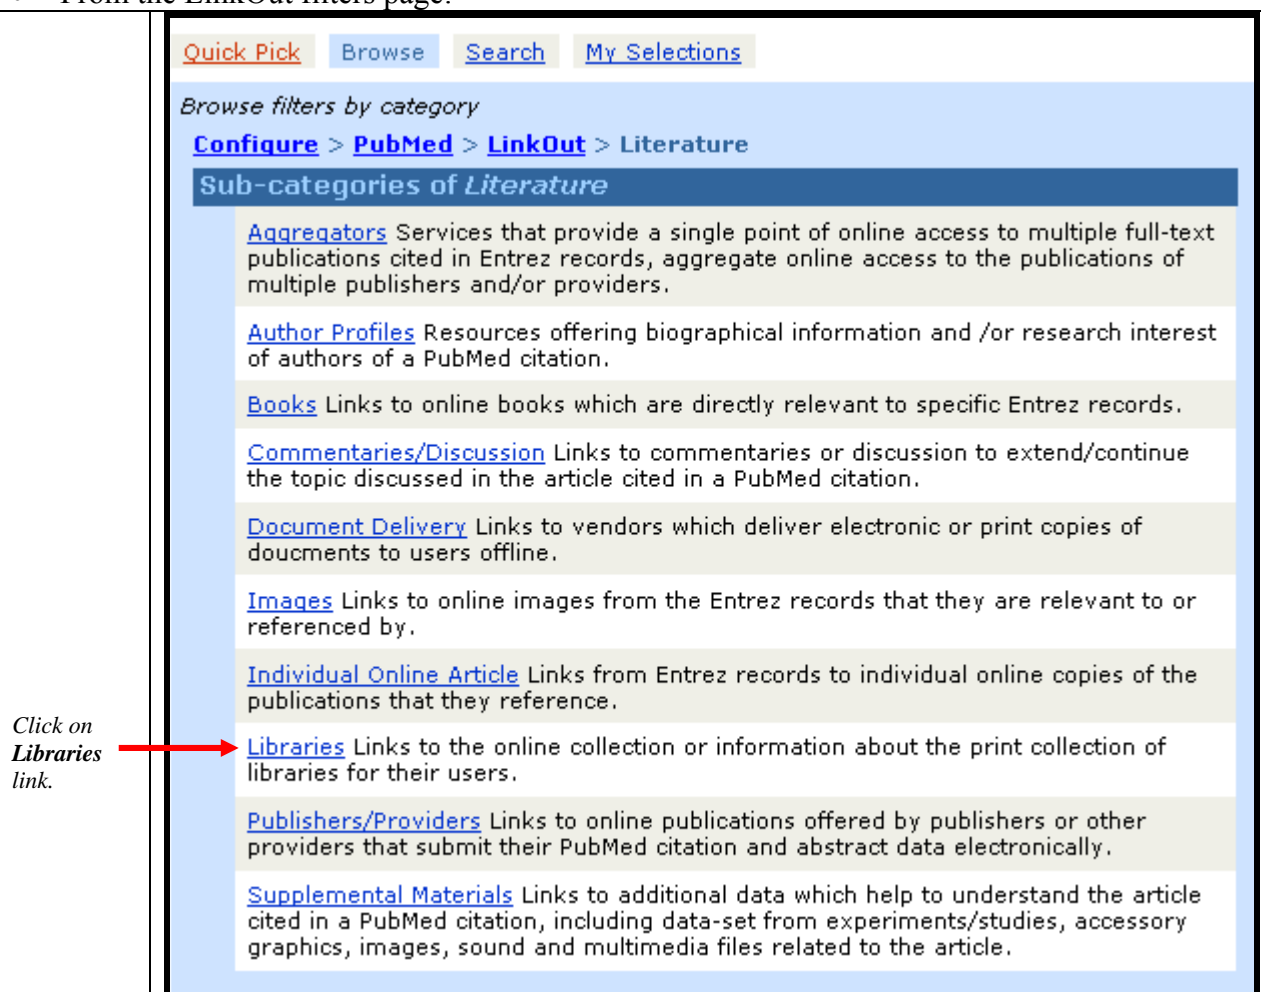 From the LinkOut filters page:
Quick Pick Browse Search My Selections
Browse filters by category
Configure > PubMed > LinkOut > Literature
Sub-categories of Literature
Aggregators Services that provide a single point of online access to multiple full-text
publications cited in Entrez records, aggregate online access to the publications of
multiple publishers and/or providers.
Author Profiles Resources offering biographical information and /or research interest
of authors of a PubMed citation.
Books Links to online books which are directly relevant to specific Entrez records.
Commentaries/Discussion Links to commentaries or discussion to extend/continue
the topic discussed in the article cited in a PubMed citation.
Document Delivery Links to vendors which deliver electronic or print copies of
doucments to users offline.
Images Links to online images from the Entrez records that they are relevant to or
referenced by.
Individual Online Article Links from Entrez records to individual online copies of the
publications that they reference.
Click on
Libraries
link.
Libraries Links to the online collection or information about the print collection of
libraries for their users.
Publishers/Providers Links to online publications offered by publishers or other
providers that submit their PubMed citation and abstract data electronically.
Supplemental Materials Links to additional data which help to understand the article
cited in a PubMed citation, including data-set from experiments/studies, accessory
graphics, images, sound and multimedia files related to the article.